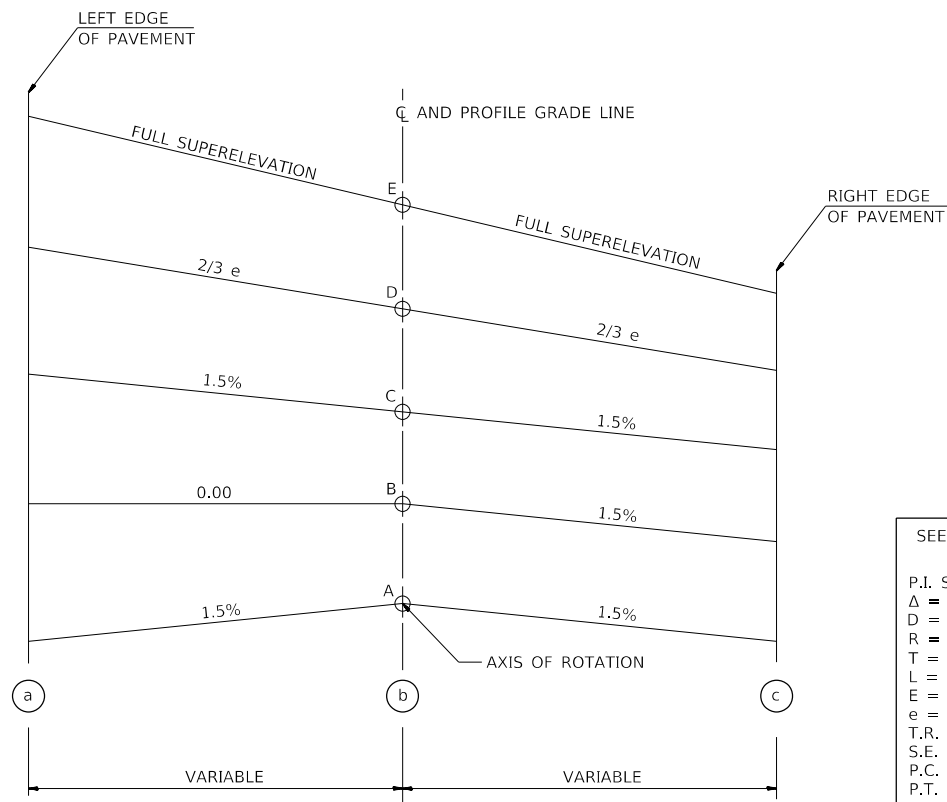 LEFT EDGE
OF PAVEMENT
℄ AND PROFILE GRADE LINE
FULL SUPERELEVATION
E
FULL SUPERELEVATION
RIGHT EDGE
OF PAVEMENT
2/3 e
D
2/3 e
1.5%
C
1.5%
0.00
B
1.5%
A
1.5%
1.5%
AXIS OF ROTATION
a
b
c
VARIABLE
VARIABLE
SEE
P.I. S
Δ =
D =
R =
T =
L =
E =
e =
T.R.
S.E.
P.C.
P.T.